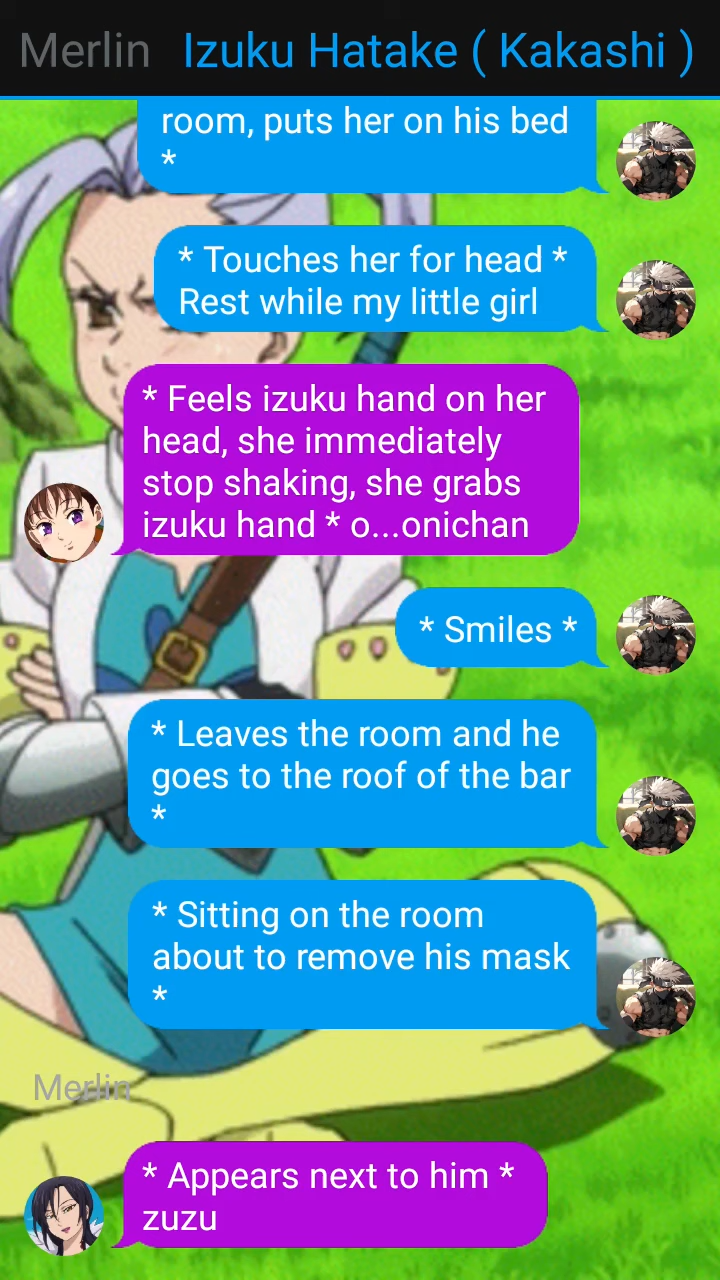 Merlin Izuku Hatake ( Kakashi )
room, puts her on his bed
*
* Touches her for head *
Rest while my little girl
* Feels izuku hand on her
head, she immediately
stop shaking, she grabs
izuku hand * o...onichan
* Smiles *
* Leaves the room and he
goes to the roof of the bar
*
* Sitting on the room
about to remove his mask
*
Merlin
* Appears next to him *
zuzu